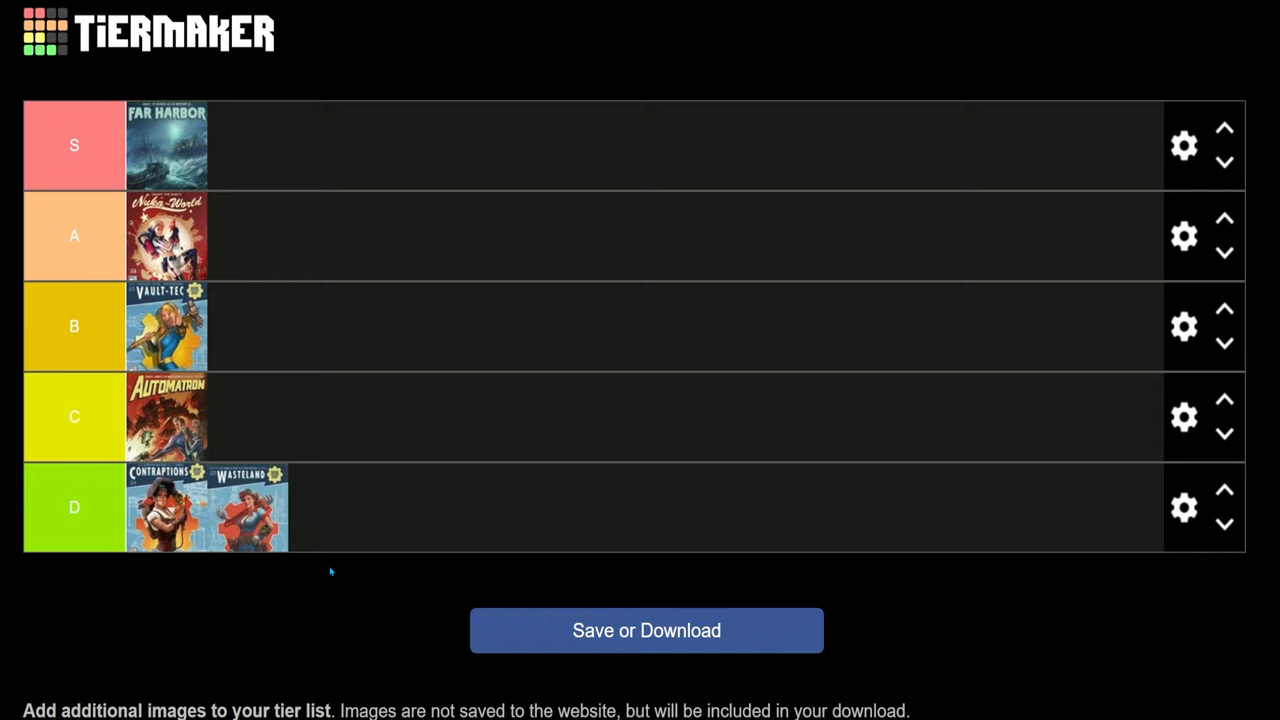 TiERMAKER
S
FAR HARBOR
A
Nuka-World
B
VAULT-TEC
C
AUTOMATRON
D
CONTRAPTIONS
WASTELAND
Save or Download
Add additional images to your tier list. Images are not saved to the website, but will be included in your download.